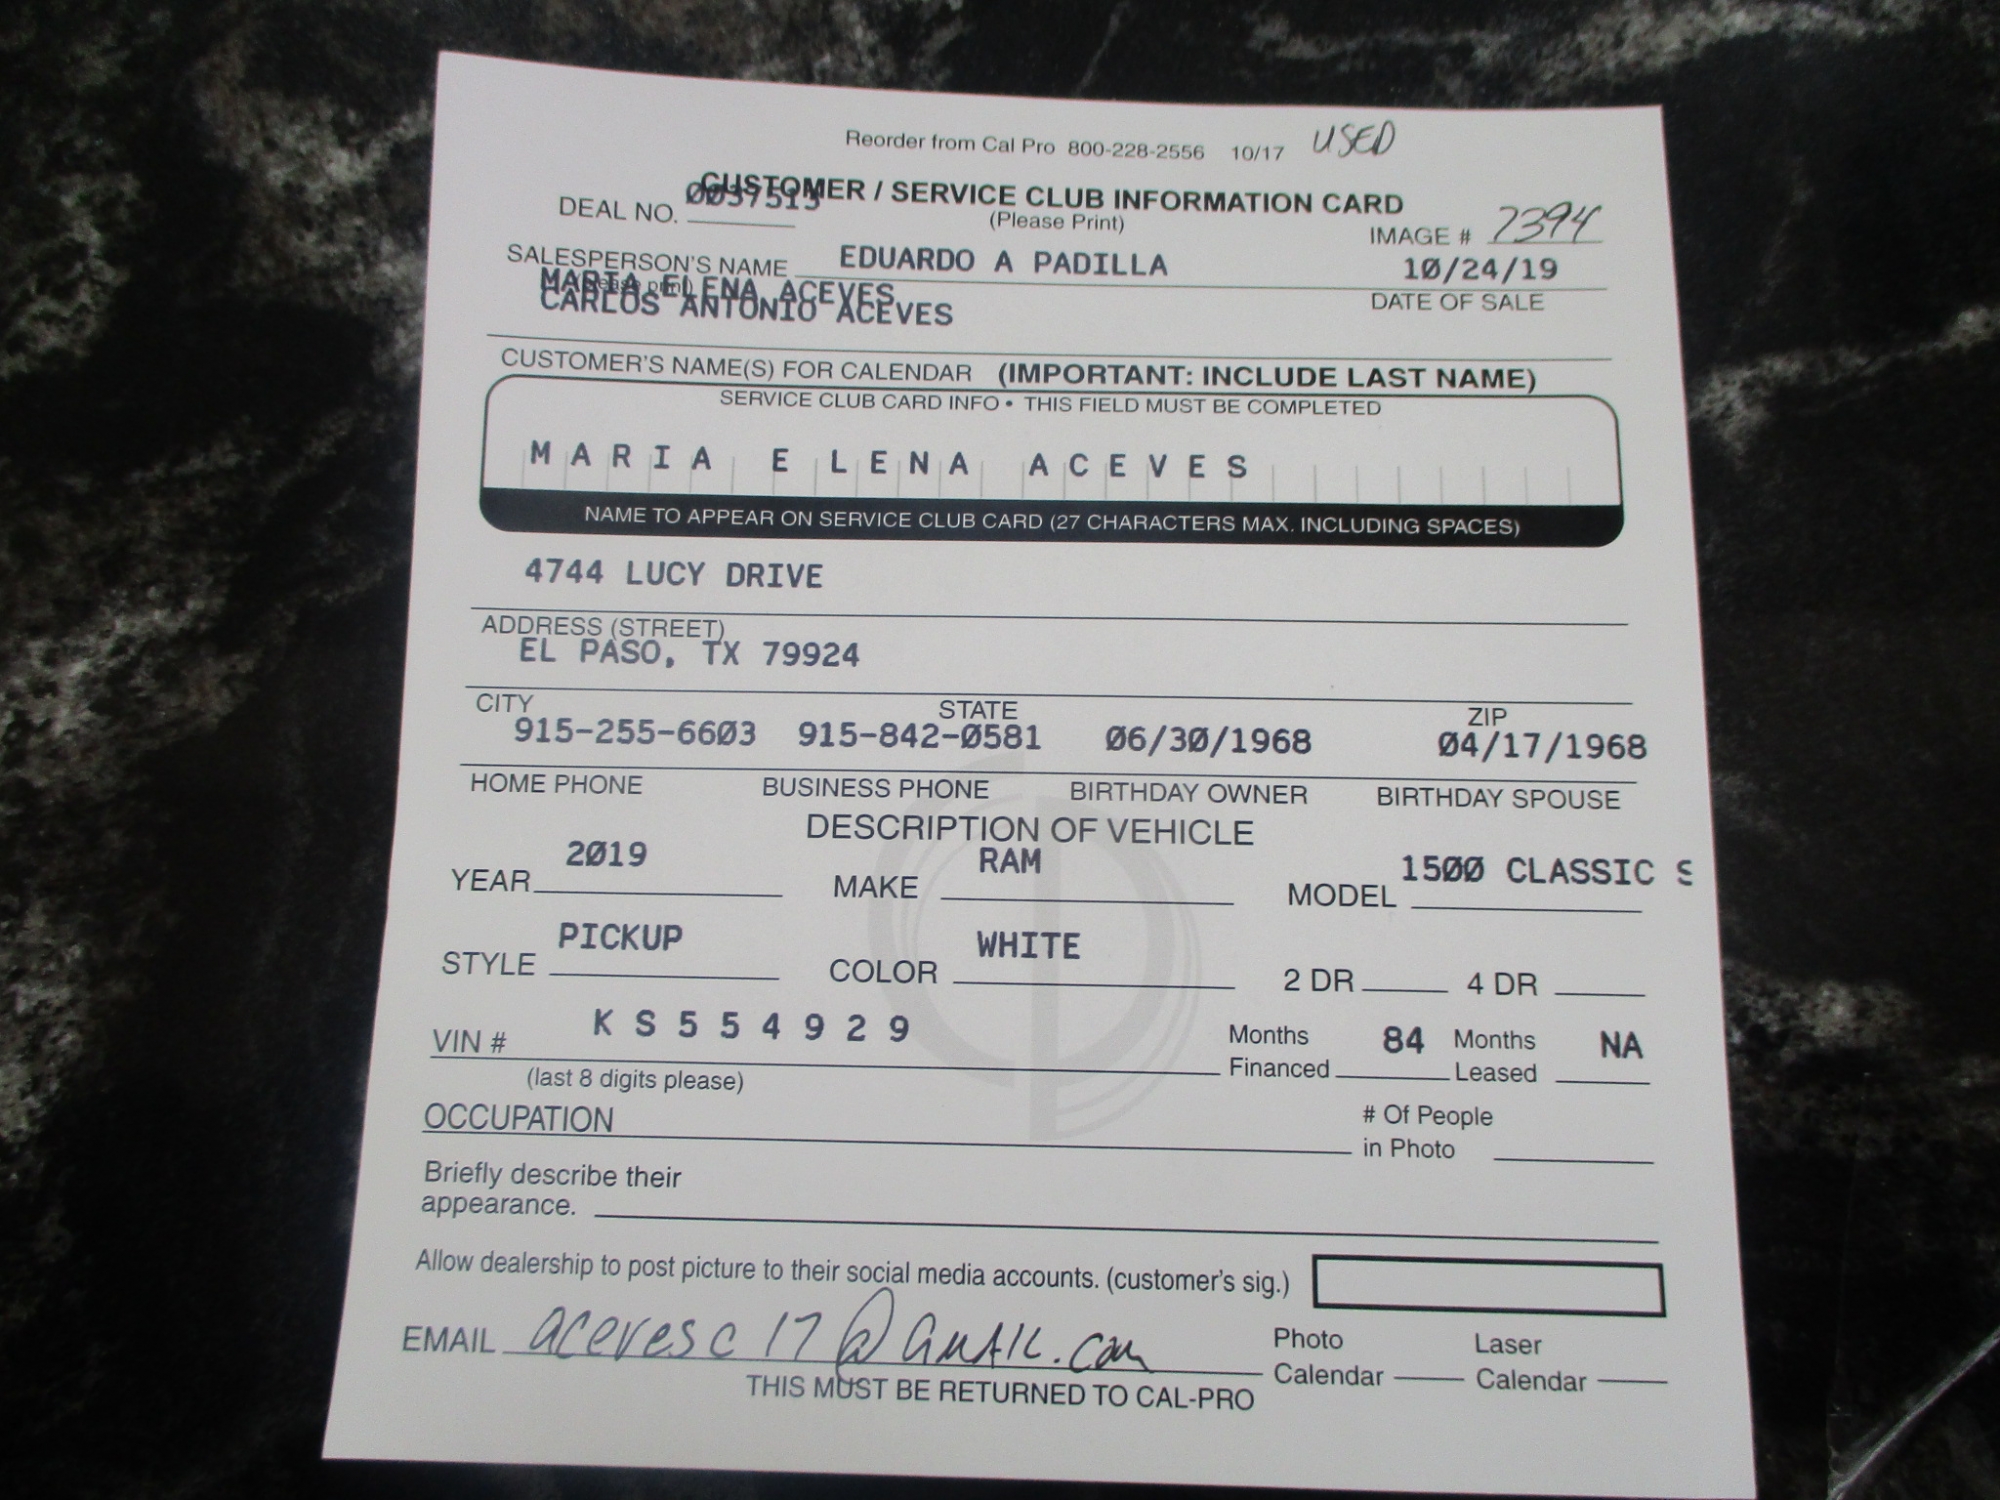 Reorder from Cal Pro 800-228-2556 10/17 USED
CUSTOMER / SERVICE CLUB INFORMATION CARD
DEAL NO. 0037513
(Please Print)
IMAGE # 7394
SALESPERSON'S NAME EDUARDO A PADILLA 10/24/19
(please print)
DATE OF SALE
MARIA ELENA ACEVES
CARLOS ANTONIO ACEVES
CUSTOMER'S NAME(S) FOR CALENDAR (IMPORTANT: INCLUDE LAST NAME)
SERVICE CLUB CARD INFO • THIS FIELD MUST BE COMPLETED
MARIA ELENA ACEVES
NAME TO APPEAR ON SERVICE CLUB CARD (27 CHARACTERS MAX. INCLUDING SPACES)
4744 LUCY DRIVE
ADDRESS (STREET)
EL PASO, TX 79924
CITY STATE ZIP
915-255-6603 915-842-0581 06/30/1968 04/17/1968
HOME PHONE BUSINESS PHONE BIRTHDAY OWNER BIRTHDAY SPOUSE
DESCRIPTION OF VEHICLE
YEAR 2019 MAKE RAM MODEL 1500 CLASSIC S
STYLE PICKUP COLOR WHITE 2 DR 4 DR
VIN # KS554929 Months Financed 84 Months Leased NA
(last 8 digits please)
OCCUPATION # Of People in Photo
Briefly describe their
appearance.
Allow dealership to post picture to their social media accounts. (customer's sig.)
EMAIL acevesc17@gmail.com Photo Calendar Laser Calendar
THIS MUST BE RETURNED TO CAL-PRO